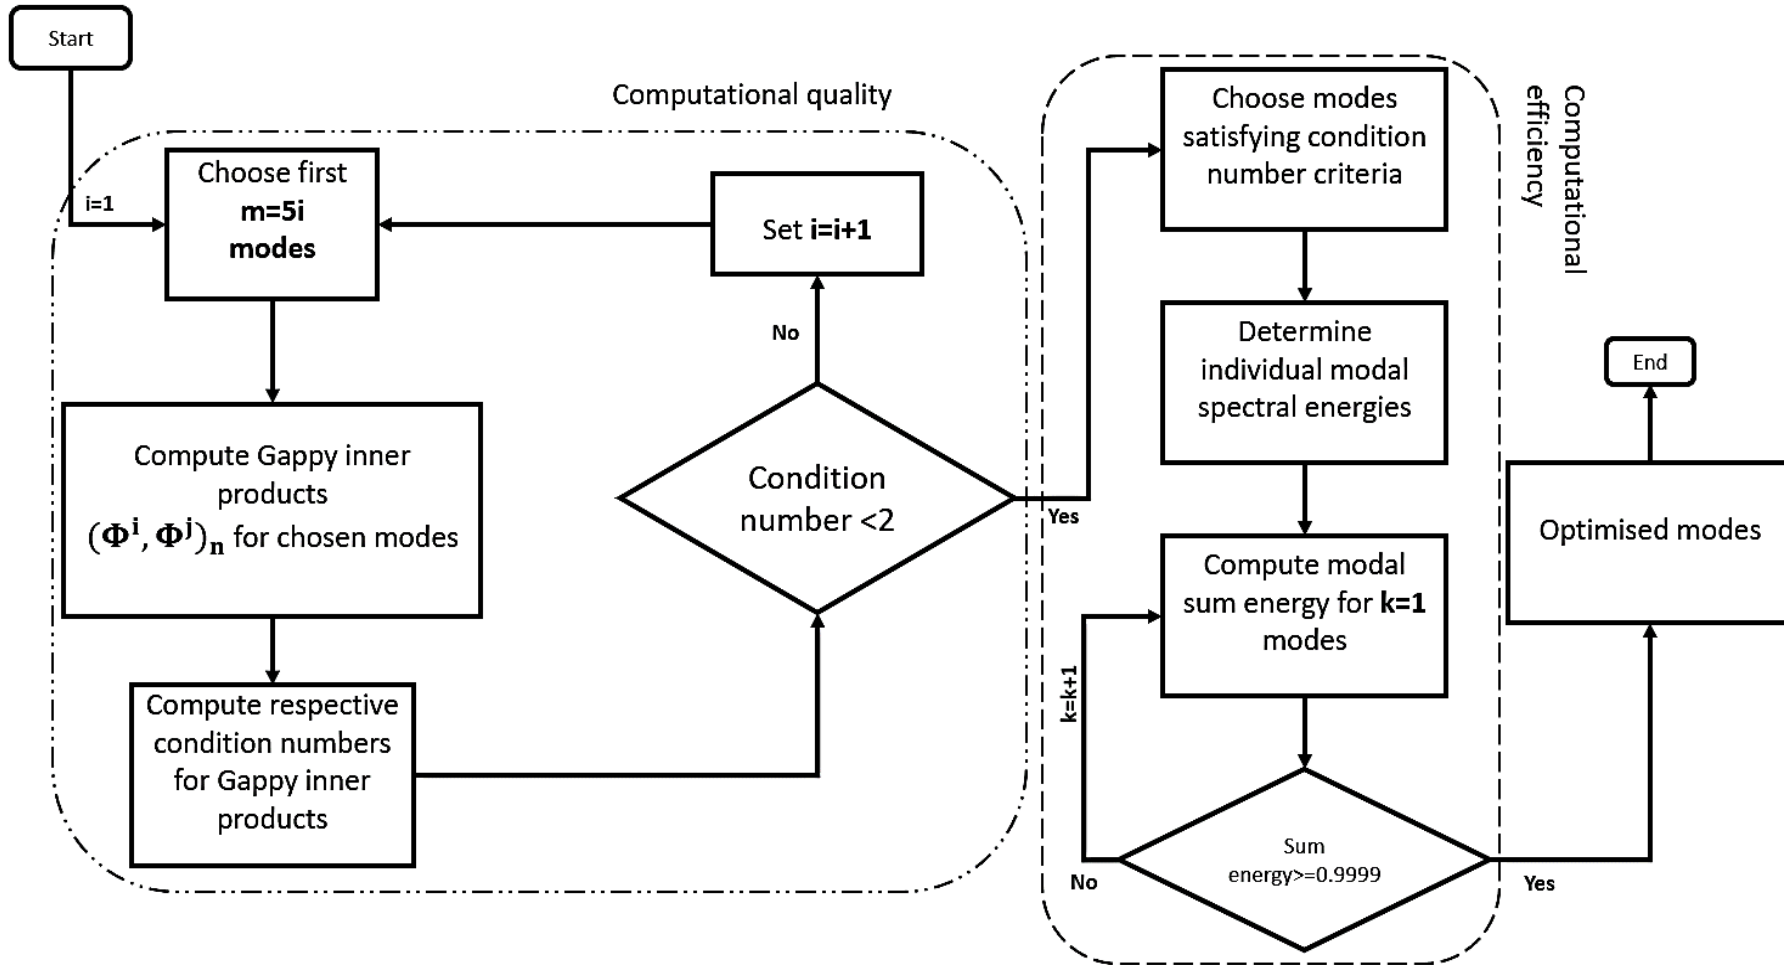 Start
Computational quality
i=1
Choose first
m=5i
modes
Set i=i+1
No
Compute Gappy inner
products
(Φⁱ, Φʲ)ₙ for chosen modes
Condition
number <2
Yes
Compute respective
condition numbers
for Gappy inner
products
Computational
efficiency
Choose modes
satisfying condition
number criteria
Determine
individual modal
spectral energies
Compute modal
sum energy for k=1
modes
k=k+1
Sum
energy>=0.9999
No
Yes
Optimised modes
End